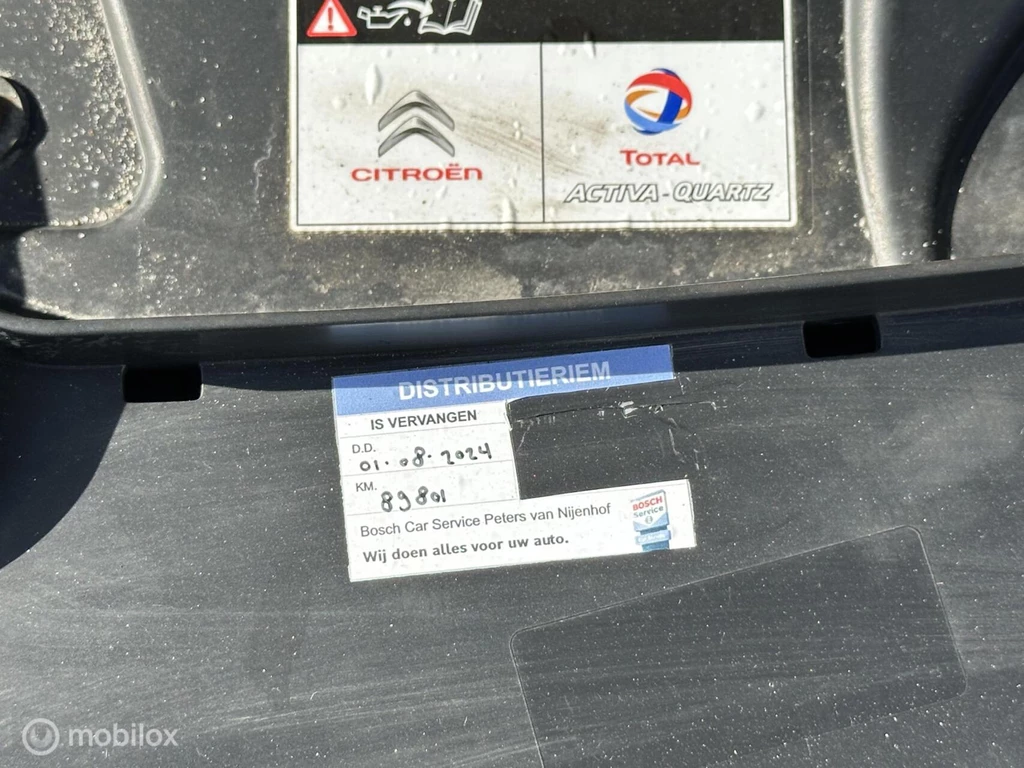 CITROËN
TOTAL
ACTIVA-QUARTZ
DISTRIBUTIERIEM
IS VERVANGEN
D.D.
01.08.2024
KM.
89801
Bosch Car Service Peters van Nijenhof
BOSCH
Service
Wij doen alles voor uw auto.
mobilox